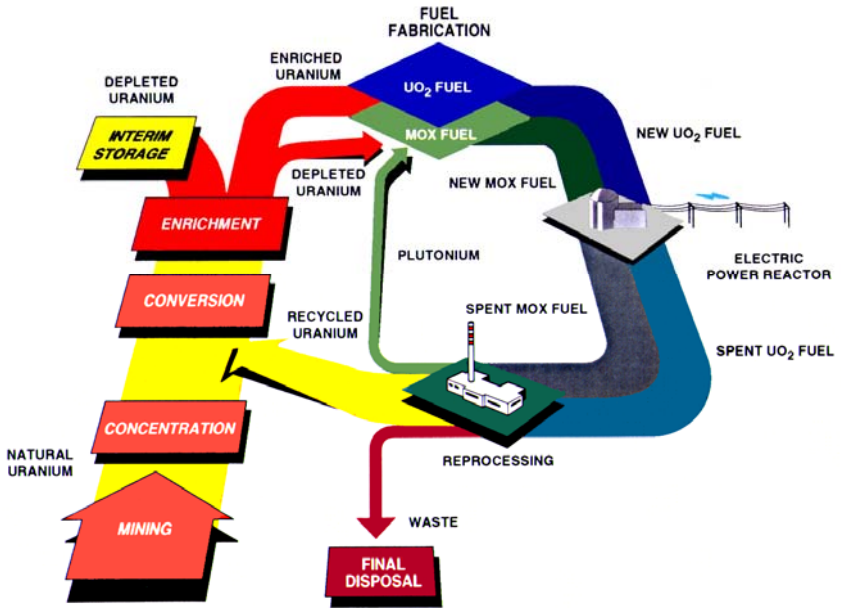 FUEL
FABRICATION
ENRICHED
URANIUM
DEPLETED
URANIUM
UO₂ FUEL
INTERIM
STORAGE
MOX FUEL
NEW UO₂ FUEL
DEPLETED
URANIUM
NEW MOX FUEL
ENRICHMENT
PLUTONIUM
ELECTRIC
POWER REACTOR
CONVERSION
RECYCLED
URANIUM
SPENT MOX FUEL
SPENT UO₂ FUEL
CONCENTRATION
NATURAL
URANIUM
REPROCESSING
MINING
WASTE
FINAL
DISPOSAL